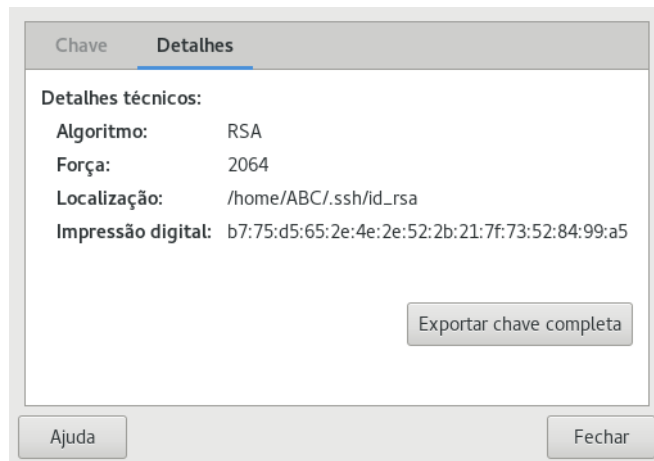 Chave Detalhes
Detalhes técnicos:
Algoritmo: RSA
Força: 2064
Localização: /home/ABC/.ssh/id_rsa
Impressão digital: b7:75:d5:65:2e:4e:2e:52:2b:21:7f:73:52:84:99:a5
Exportar chave completa
Ajuda Fechar